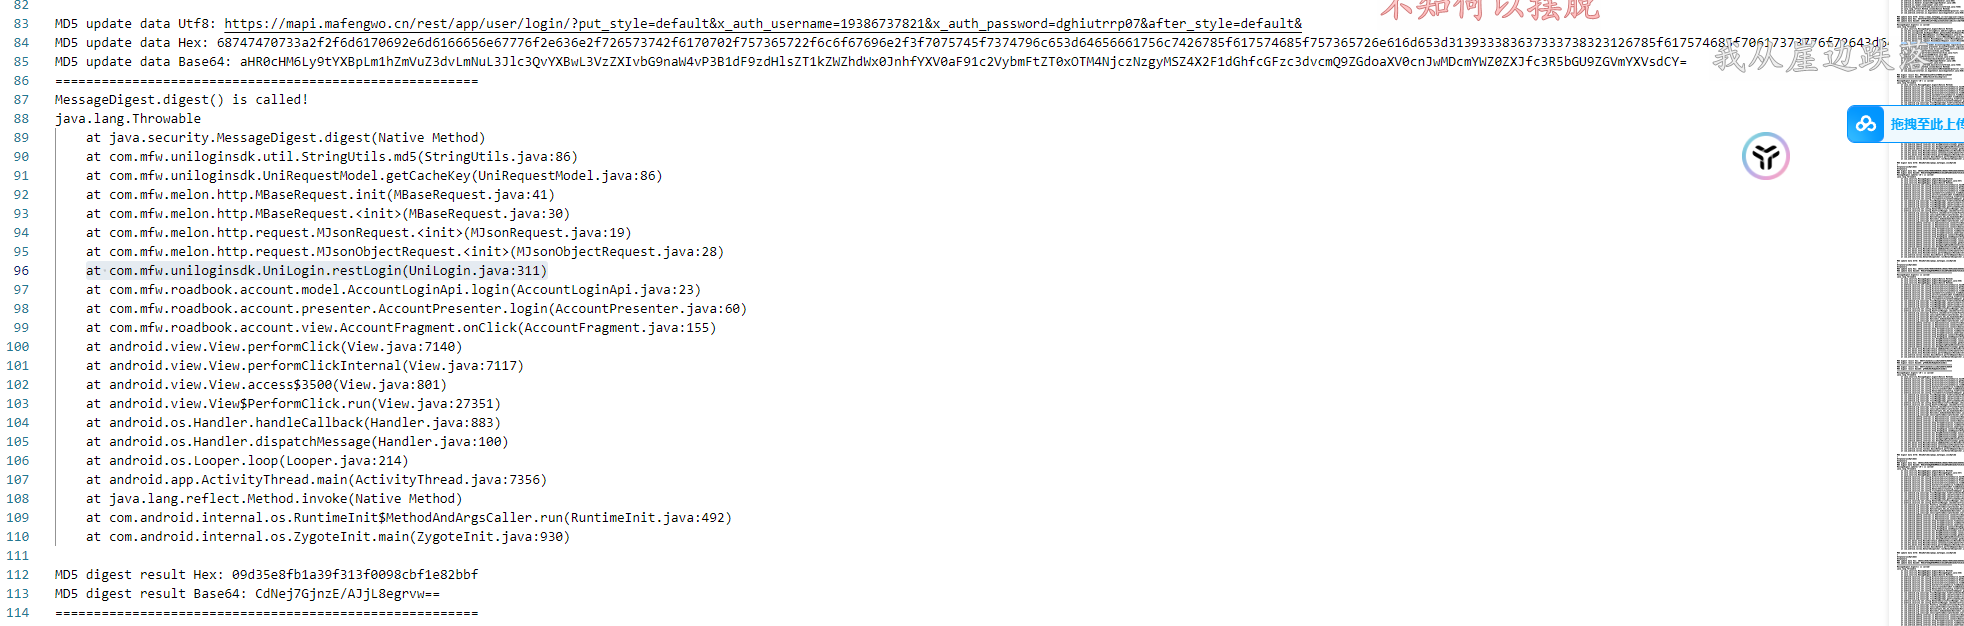 82
不知何以摆脱
83 MD5 update data Utf8: https://mapi.mafengwo.cn/rest/app/user/login/?put_style=default&x_auth_username=19386737821&x_auth_password=dghiutrrp07&after_style=default&
84 MD5 update data Hex:
85 MD5 update data Base64:
我从崖边跌落
86 =======================================================
87 MessageDigest.digest() is called!
88 java.lang.Throwable
89 at java.security.MessageDigest.digest(Native Method)
拖拽至此上传
90 at com.mfw.uniloginsdk.util.StringUtils.md5(StringUtils.java:86)
91 at com.mfw.uniloginsdk.UniRequestModel.getCacheKey(UniRequestModel.java:86)
92 at com.mfw.melon.http.MBaseRequest.init(MBaseRequest.java:41)
93 at com.mfw.melon.http.MBaseRequest.<init>(MBaseRequest.java:30)
94 at com.mfw.melon.http.request.MJsonRequest.<init>(MJsonRequest.java:19)
95 at com.mfw.melon.http.request.MJsonObjectRequest.<init>(MJsonObjectRequest.java:28)
96 at com.mfw.uniloginsdk.UniLogin.restLogin(UniLogin.java:311)
97 at com.mfw.roadbook.account.model.AccountLoginApi.login(AccountLoginApi.java:23)
98 at com.mfw.roadbook.account.presenter.AccountPresenter.login(AccountPresenter.java:60)
99 at com.mfw.roadbook.account.view.AccountFragment.onClick(AccountFragment.java:155)
100 at android.view.View.performClick(View.java:7140)
101 at android.view.View.performClickInternal(View.java:7117)
102 at android.view.View.access$3500(View.java:801)
103 at android.view.View$PerformClick.run(View.java:27351)
104 at android.os.Handler.handleCallback(Handler.java:883)
105 at android.os.Handler.dispatchMessage(Handler.java:100)
106 at android.os.Looper.loop(Looper.java:214)
107 at android.app.ActivityThread.main(ActivityThread.java:7356)
108 at java.lang.reflect.Method.invoke(Native Method)
109 at com.android.internal.os.RuntimeInit$MethodAndArgsCaller.run(RuntimeInit.java:492)
110 at com.android.internal.os.ZygoteInit.main(ZygoteInit.java:930)
111
112 MD5 digest result Hex: 09d35e8fb1a39f313f0098cbf1e82bbf
113 MD5 digest result Base64: CdNej7GjnzE/AJjL8egrvw==
114 =======================================================